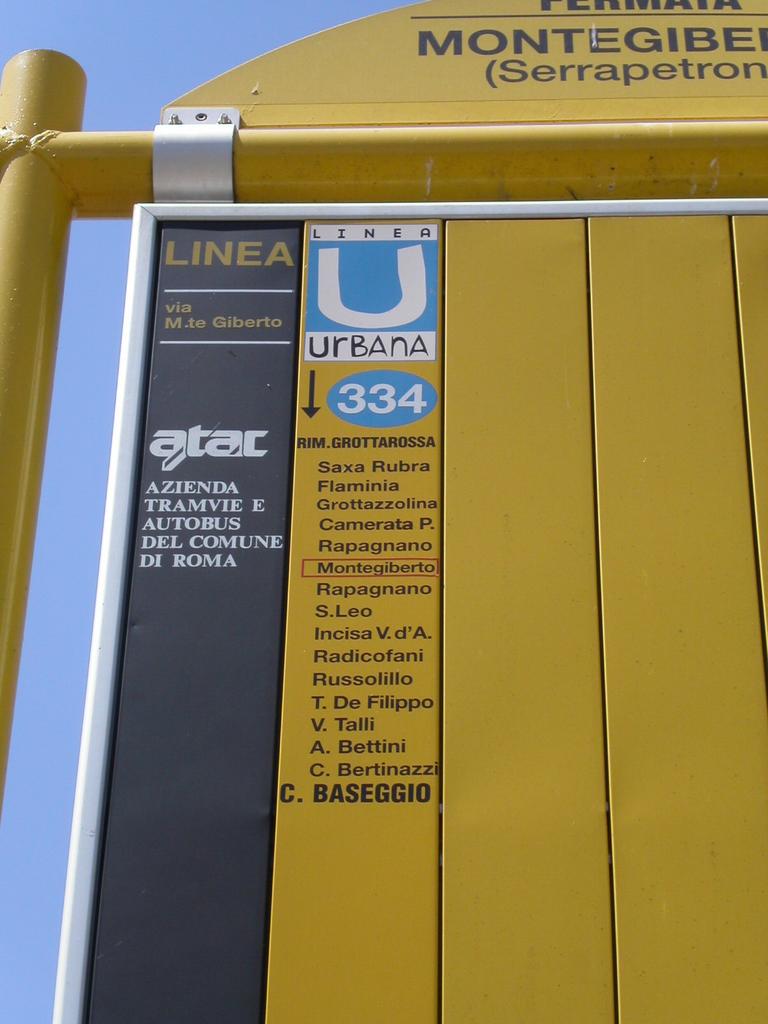 FERMATA
(Serrapetron
LINEA
via
M.te Giberto
atac
AZIENDA
TRAMVIE E
AUTOBUS
DEL COMUNE
DI ROMA
LINEA
U
URBANA
334
RIM.GROTTAROSSA
Saxa Rubra
Flaminia
Grottazzolina
Camerata P.
Rapagnano
Montegiberto
Rapagnano
S.Leo
Incisa V. d'A.
Radicofani
Russolillo
T. De Filippo
V. Talli
A. Bettini
C. Bertinazzi
C. BASEGGIO